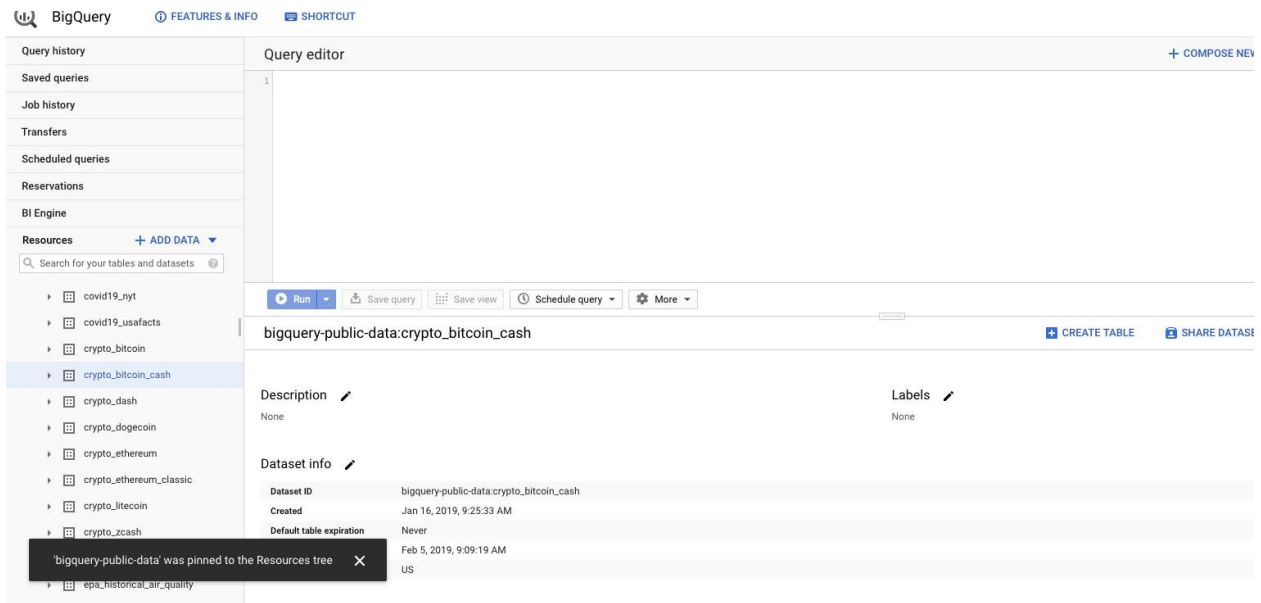 BigQuery FEATURES & INFO SHORTCUT
Query history
Saved queries
Job history
Transfers
Scheduled queries
Reservations
BI Engine
Resources + ADD DATA
Search for your tables and datasets
covid19_nyt
covid19_usafacts
crypto_bitcoin
crypto_bitcoin_cash
crypto_dash
crypto_dogecoin
crypto_ethereum
crypto_ethereum_classic
crypto_litecoin
crypto_zcash
'bigquery-public-data' was pinned to the Resources tree
epa_historical_air_quality
Query editor + COMPOSE NEW
1
Run Save query Save view Schedule query More
bigquery-public-data:crypto_bitcoin_cash CREATE TABLE SHARE DATASE
Description Labels
None None
Dataset info
Dataset ID bigquery-public-data:crypto_bitcoin_cash
Created Jan 16, 2019, 9:25:33 AM
Default table expiration Never
Feb 5, 2019, 9:09:19 AM
US